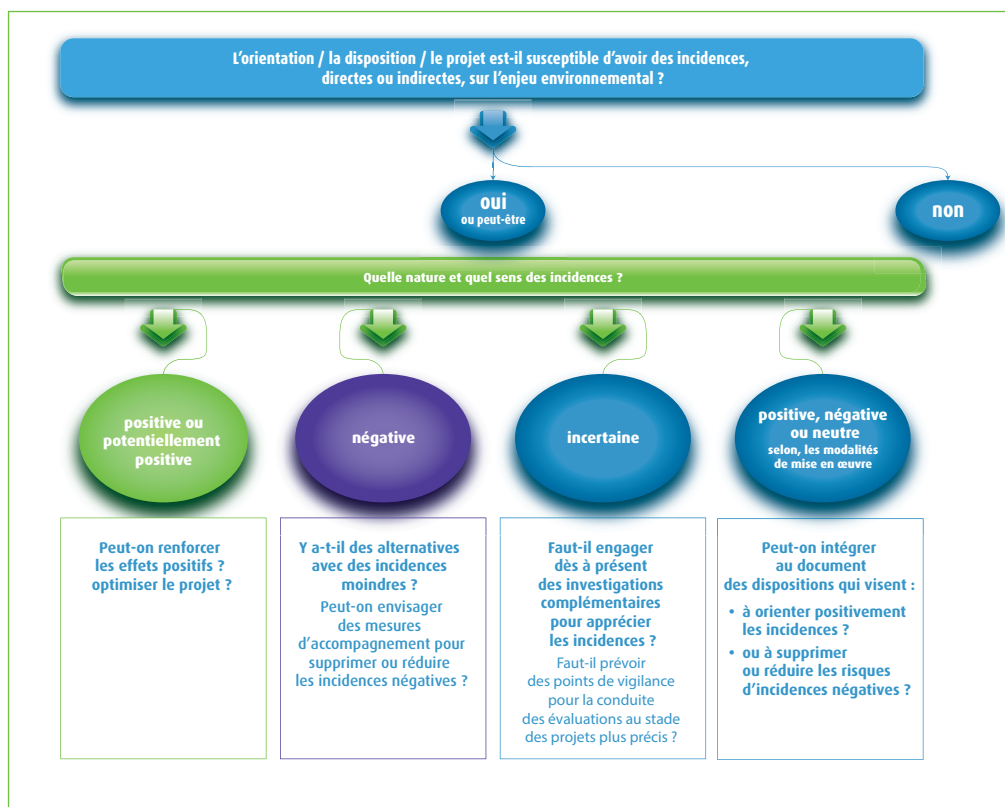 L'orientation / la disposition / le projet est-il susceptible d'avoir des incidences,
directes ou indirectes, sur l'enjeu environnemental ?
oui
ou peut-être
non
Quelle nature et quel sens des incidences ?
positive ou
potentiellement
positive
négative
incertaine
positive, négative
ou neutre
selon, les modalités
de mise en œuvre
Peut-on renforcer
les effets positifs ?
optimiser le projet ?
Y a-t-il des alternatives
avec des incidences
moindres ?
Peut-on envisager
des mesures
d'accompagnement pour
supprimer ou réduire
les incidences négatives ?
Faut-il engager
dès à présent
des investigations
complémentaires
pour apprécier
les incidences ?
Faut-il prévoir
des points de vigilance
pour la conduite
des évaluations au stade
des projets plus précis ?
Peut-on intégrer
au document
des dispositions qui visent :
• à orienter positivement
les incidences ?
• ou à supprimer
ou réduire les risques
d'incidences négatives ?